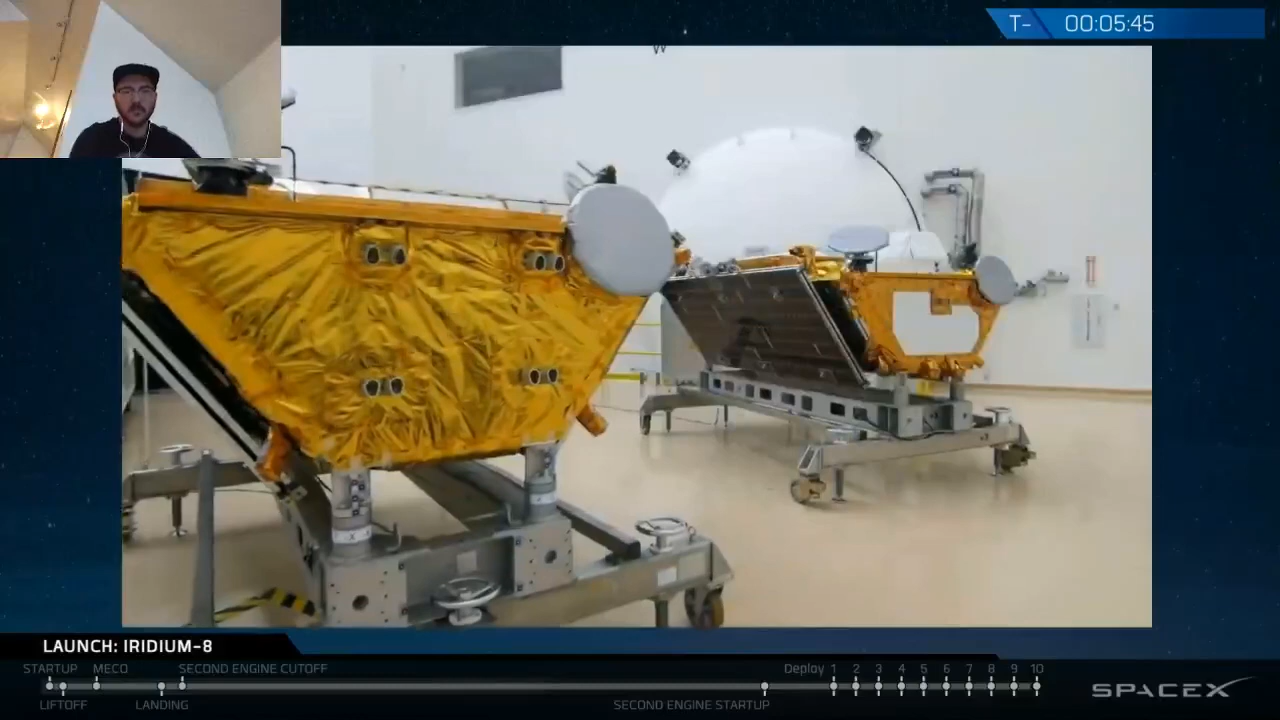 T- 00:05:45
LAUNCH: IRIDIUM-8
STARTUP MECO SECOND ENGINE CUTOFF Deploy 1 2 3 4 5 6 7 8 9 10
LIFTOFF LANDING SECOND ENGINE STARTUP
SPACEX